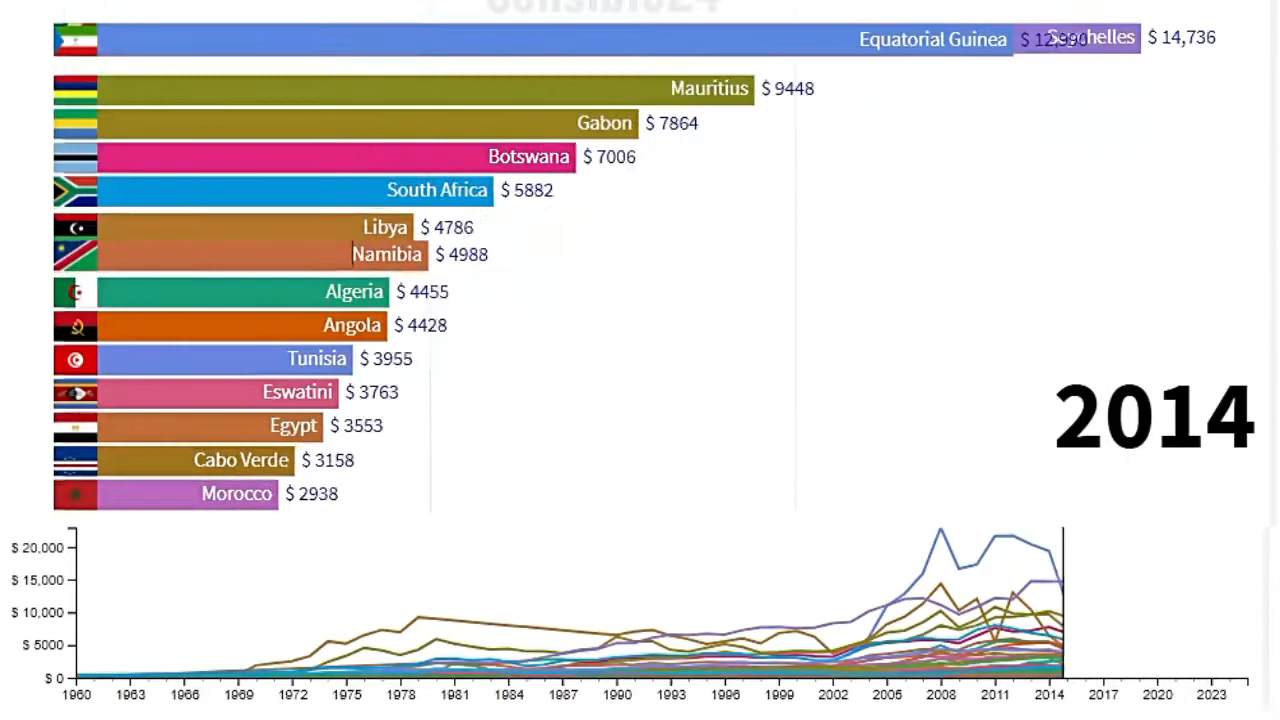 Equatorial Guinea $ 12,990 Seychelles $ 14,736
Mauritius $ 9448
Gabon $ 7864
Botswana $ 7006
South Africa $ 5882
Libya $ 4786
Namibia $ 4988
Algeria $ 4455
Angola $ 4428
Tunisia $ 3955
Eswatini $ 3763
Egypt $ 3553
Cabo Verde $ 3158
Morocco $ 2938
2014
$ 20,000
$ 15,000
$ 10,000
$ 5000
$ 0
1960 1963 1966 1969 1972 1975 1978 1981 1984 1987 1990 1993 1996 1999 2002 2005 2008 2011 2014 2017 2020 2023